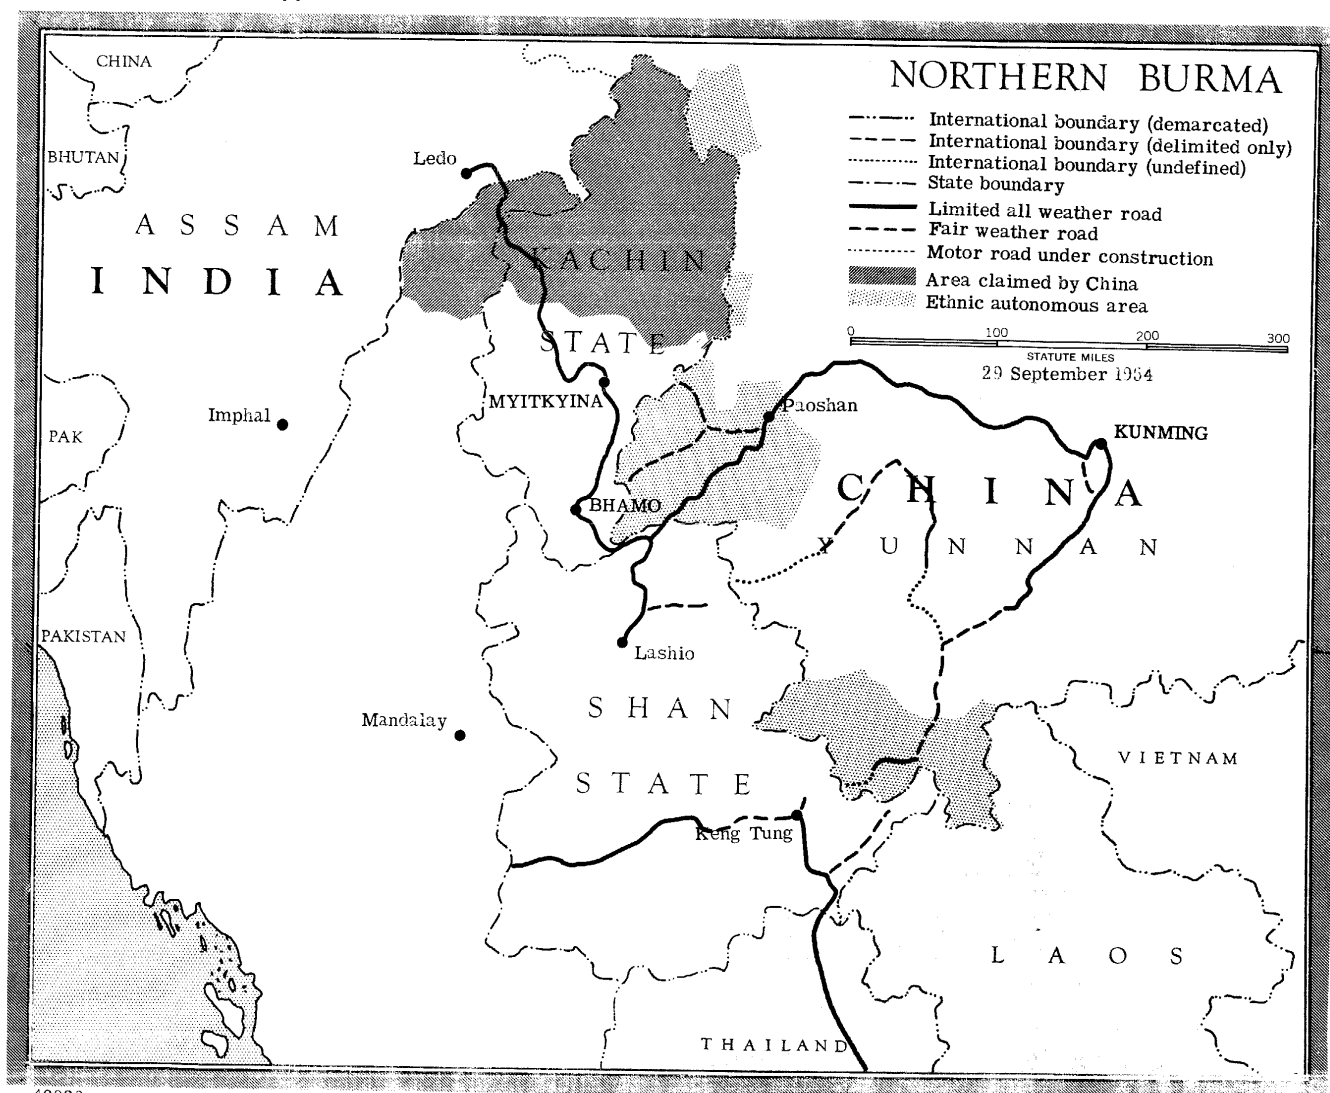 NORTHERN BURMA
International boundary (demarcated)
International boundary (delimited only)
International boundary (undefined)
State boundary
Limited all weather road
Fair weather road
Motor road under construction
Area claimed by China
Ethnic autonomous area
0 100 200 300
STATUTE MILES
29 September 1954
CHINA
BHUTAN
Ledo
ASSAM
INDIA
KACHIN
STATE
MYITKYINA
Paoshan
Imphal
PAK
KUNMING
CHINA
BHAMO
YUNNAN
PAKISTAN
Lashio
SHAN
Mandalay
STATE
VIETNAM
Keng Tung
LAOS
THAILAND